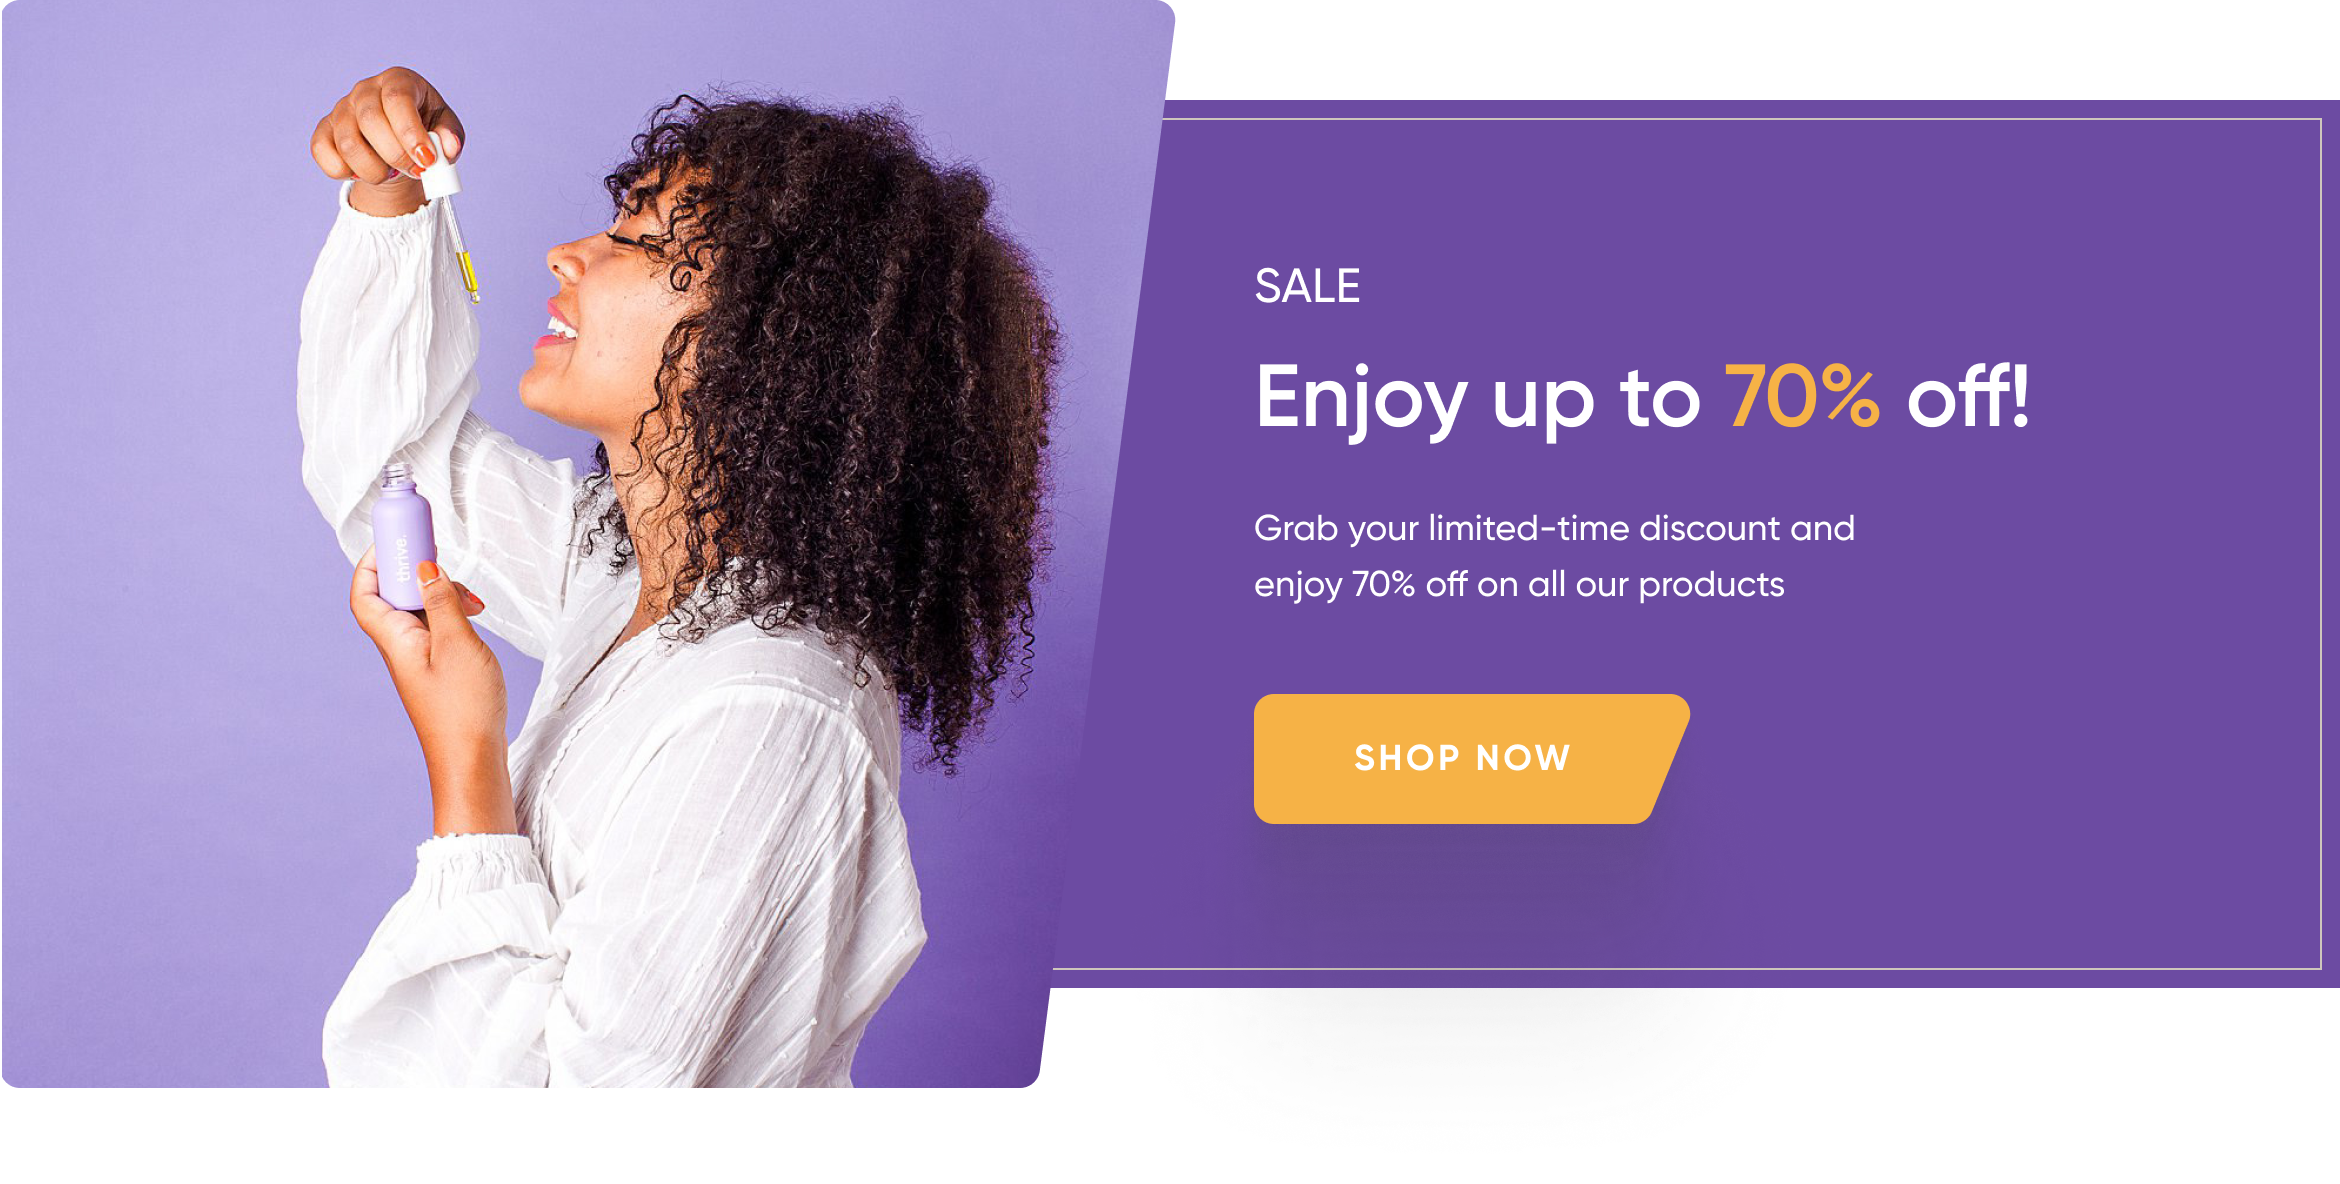 thrive.
SALE
Enjoy up to 70% off!
Grab your limited-time discount and
enjoy 70% off on all our products
SHOP NOW